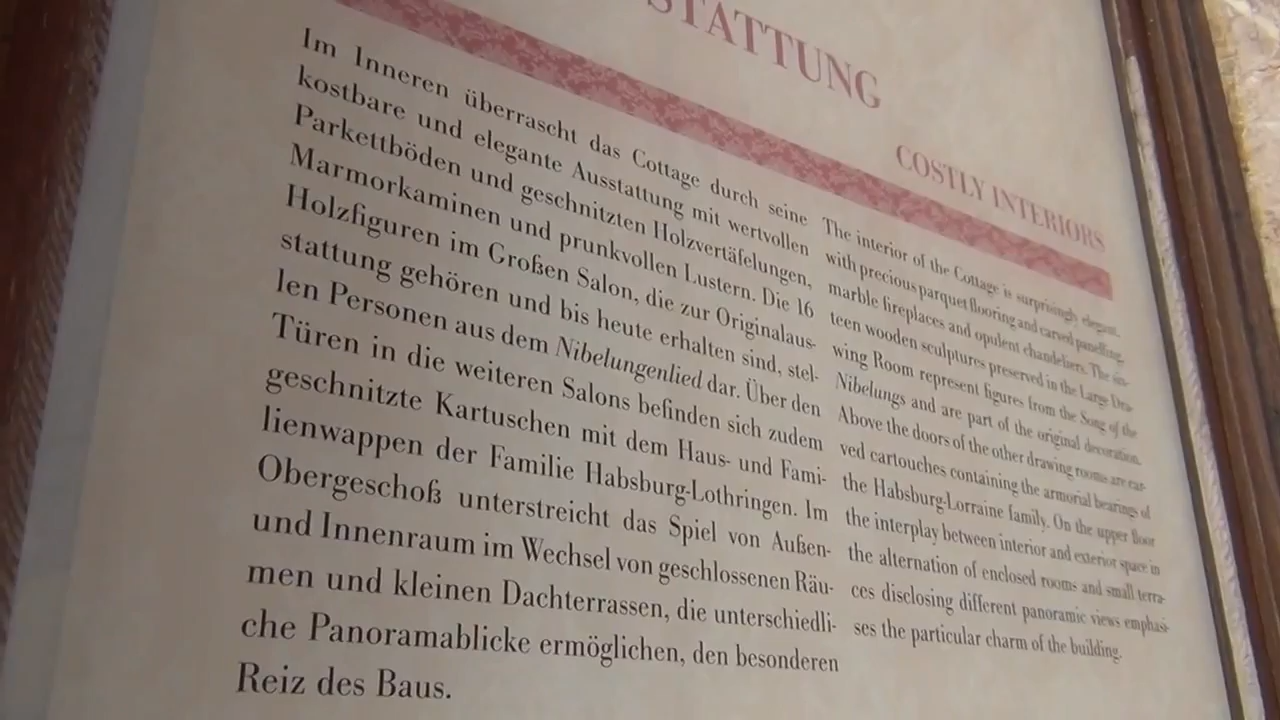 STATTUNG
COSTLY INTERIORS
Im Inneren überrascht das Cottage durch seine
kostbare und elegante Ausstattung mit wertvollen
Parkettböden und geschnitzten Holzvertäfelungen,
Marmorkaminen und prunkvollen Lustern. Die 16
Holzfiguren im Großen Salon, die zur Originalaus-
stattung gehören und bis heute erhalten sind, stel-
len Personen aus dem Nibelungenlied dar. Über den
Türen in die weiteren Salons befinden sich zudem
geschnitzte Kartuschen mit dem Haus- und Fami-
lienwappen der Familie Habsburg-Lothringen. Im
Obergeschoß unterstreicht das Spiel von Außen-
und Innenraum im Wechsel von geschlossenen Räu-
men und kleinen Dachterrassen, die unterschiedli-
che Panoramablicke ermöglichen, den besonderen
Reiz des Baus.
The interior of the Cottage is surprisingly elegant,
with precious parquet flooring and carved panelling,
marble fireplaces and opulent chandeliers. The six-
teen wooden sculptures preserved in the Large Dra-
wing Room represent figures from the Song of the
Nibelungs and are part of the original decoration.
Above the doors of the other drawing rooms are car-
ved cartouches containing the armorial bearings of
the Habsburg-Lorraine family. On the upper floor
the interplay between interior and exterior space in
the alternation of enclosed rooms and small terra-
ces disclosing different panoramic views emphasi-
ses the particular charm of the building.